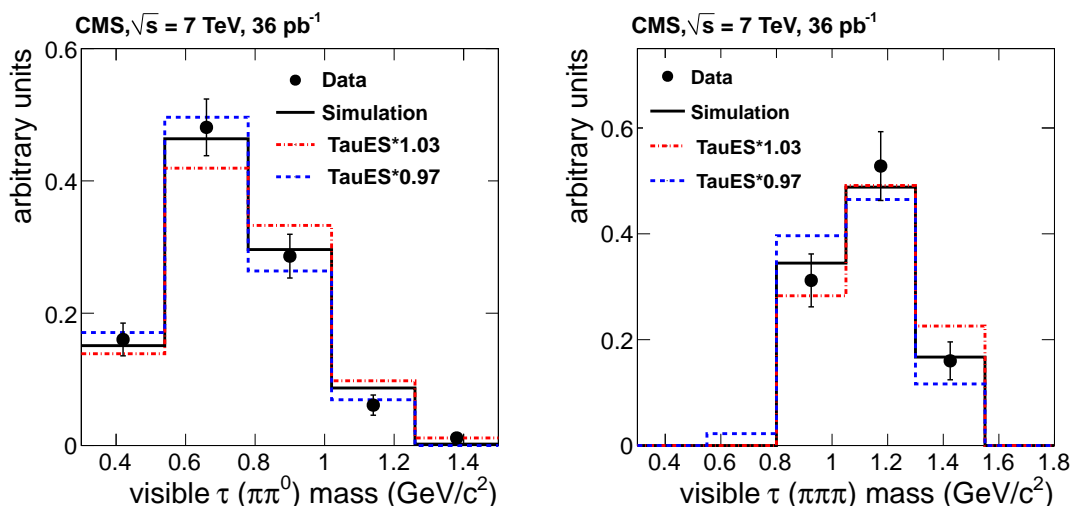 CMS,√s = 7 TeV, 36 pb⁻¹
arbitrary units
0.6
0.4
0.2
0
Data
Simulation
TauES*1.03
TauES*0.97
0.4 0.6 0.8 1 1.2 1.4
visible τ (ππ⁰) mass (GeV/c²)
CMS,√s = 7 TeV, 36 pb⁻¹
arbitrary units
0.6
0.4
0.2
0
Data
Simulation
TauES*1.03
TauES*0.97
0.4 0.6 0.8 1 1.2 1.4 1.6 1.8
visible τ (πππ) mass (GeV/c²)